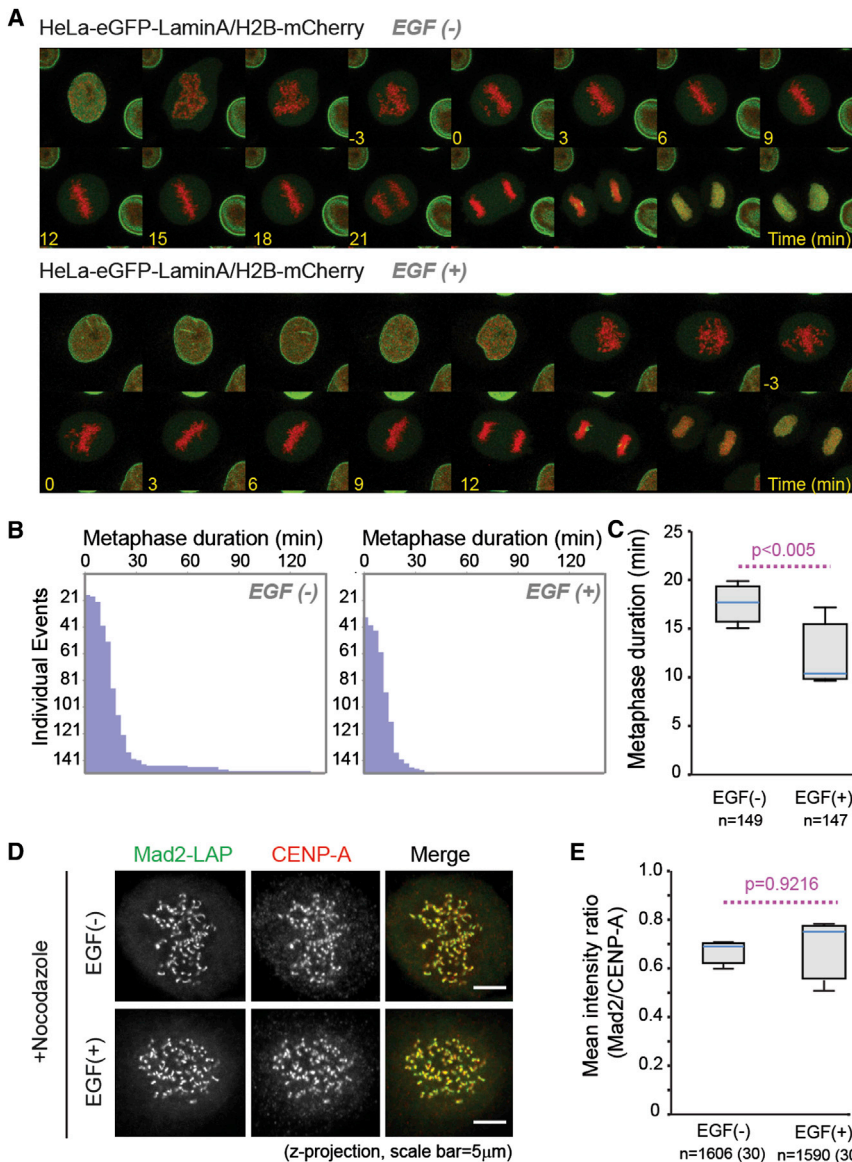 A
HeLa-eGFP-LaminA/H2B-mCherry EGF (-)
-3 0 3 6 9
12 15 18 21 Time (min)
HeLa-eGFP-LaminA/H2B-mCherry EGF (+)
-3
0 3 6 9 12 Time (min)
B
Metaphase duration (min) Metaphase duration (min)
0 30 60 90 120 0 30 60 90 120
EGF (-) EGF (+)
Individual Events
21 21
41 41
61 61
81 81
101 101
121 121
141 141
C
Metaphase duration (min)
25
20
15
10
5
0
p<0.005
EGF(-) EGF(+)
n=149 n=147
D
Mad2-LAP CENP-A Merge
+Nocodazole
EGF(-)
EGF(+)
(z-projection, scale bar=5μm)
E
Mean intensity ratio
(Mad2/CENP-A)
1.0
0.8
0.7
0.6
0.4
0.2
0
p=0.9216
EGF(-) EGF(+)
n=1606 (30) n=1590 (30